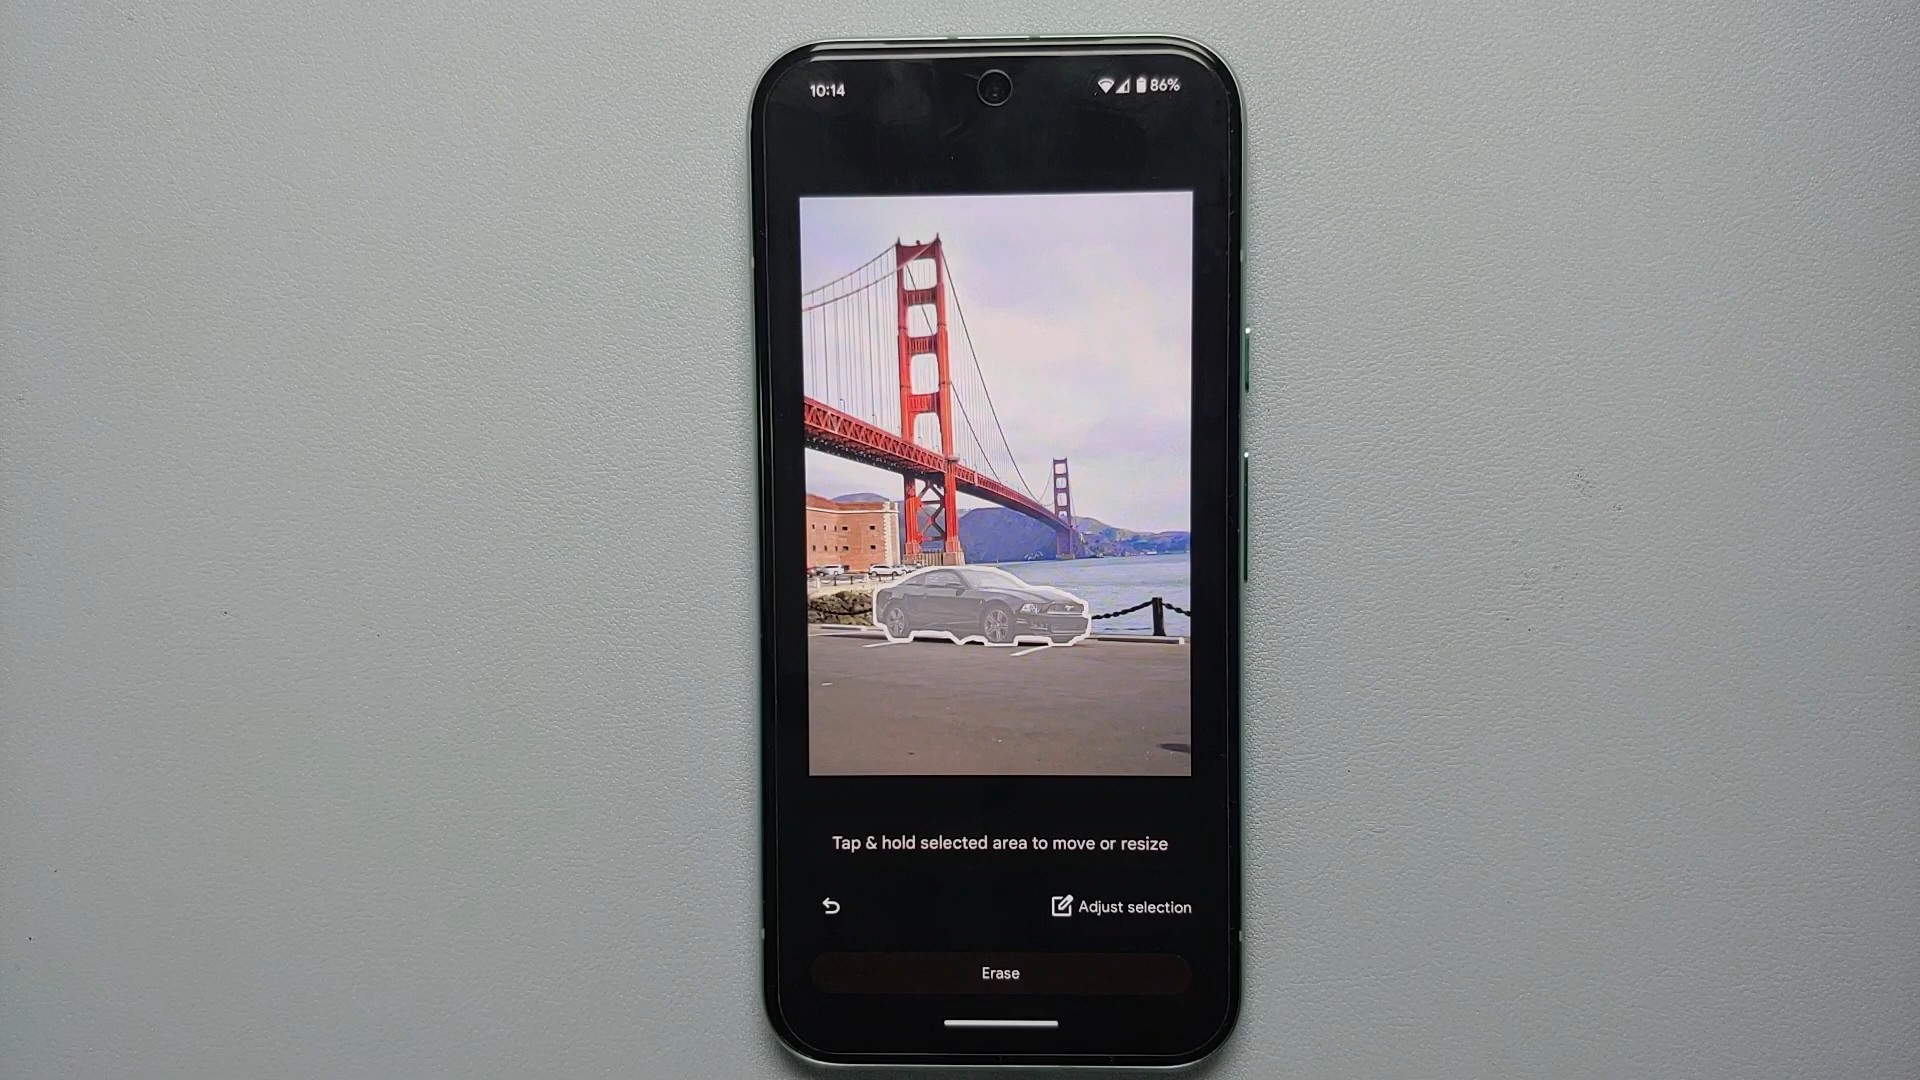 10:14
86%
Tap & hold selected area to move or resize
Adjust selection
Erase